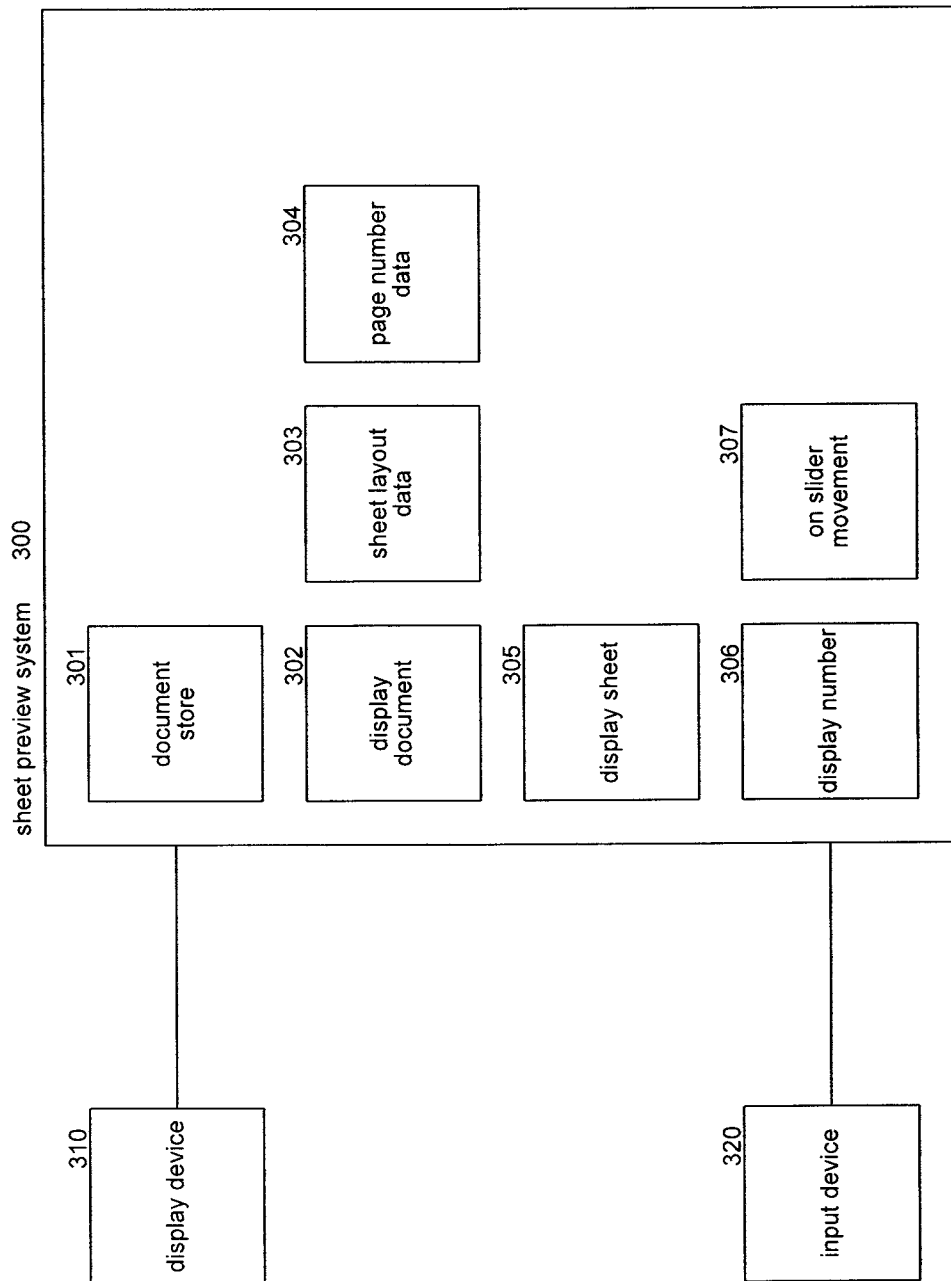 sheet preview system 300
310
display device
301
document
store
302
display
document
303
sheet layout
data
304
page number
data
305
display sheet
320
input device
306
display number
307
on slider
movement